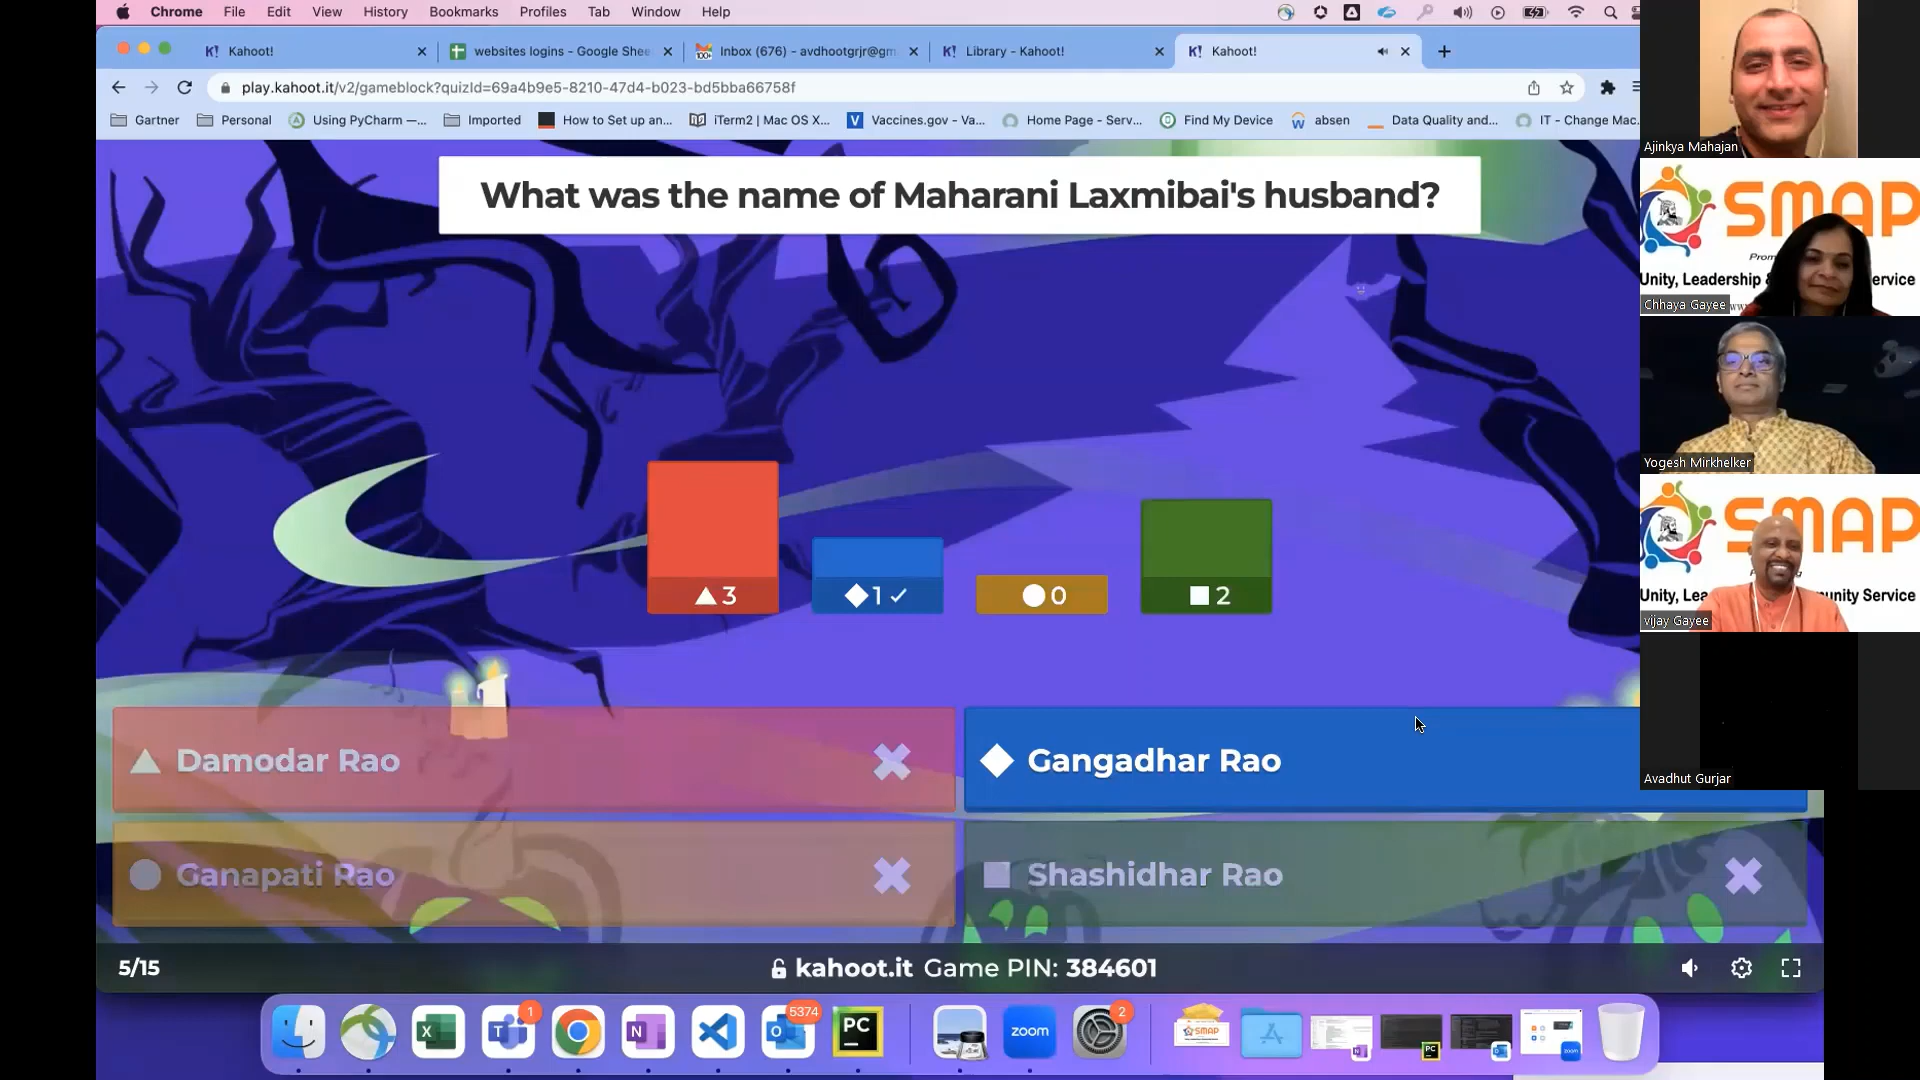 Chrome File Edit View History Bookmarks Profiles Tab Window Help
Kahoot! websites logins - Google Shee Inbox (676) - avdhootgrjr@gm Library - Kahoot! Kahoot!
play.kahoot.it/v2/gameblock?quizId=69a4b9e5-8210-47d4-b023-bd5bba66758f
Gartner Personal Using PyCharm —... Imported How to Set up an... iTerm2 | Mac OS X... Vaccines.gov - Va... Home Page - Serv... Find My Device absen Data Quality and... IT - Change Mac.
What was the name of Maharani Laxmibai's husband?
3
1
0
2
Damodar Rao
Gangadhar Rao
Ganapati Rao
Shashidhar Rao
5/15
kahoot.it Game PIN: 384601
1
5374
2
PC
zoom
SMAP
Ajinkya Mahajan
SMAP
Unity, Leadership & ervice
Chhaya Gayee
Yogesh Mirkhelker
SMAP
Unity, Lea unity Service
vijay Gayee
Avadhut Gurjar